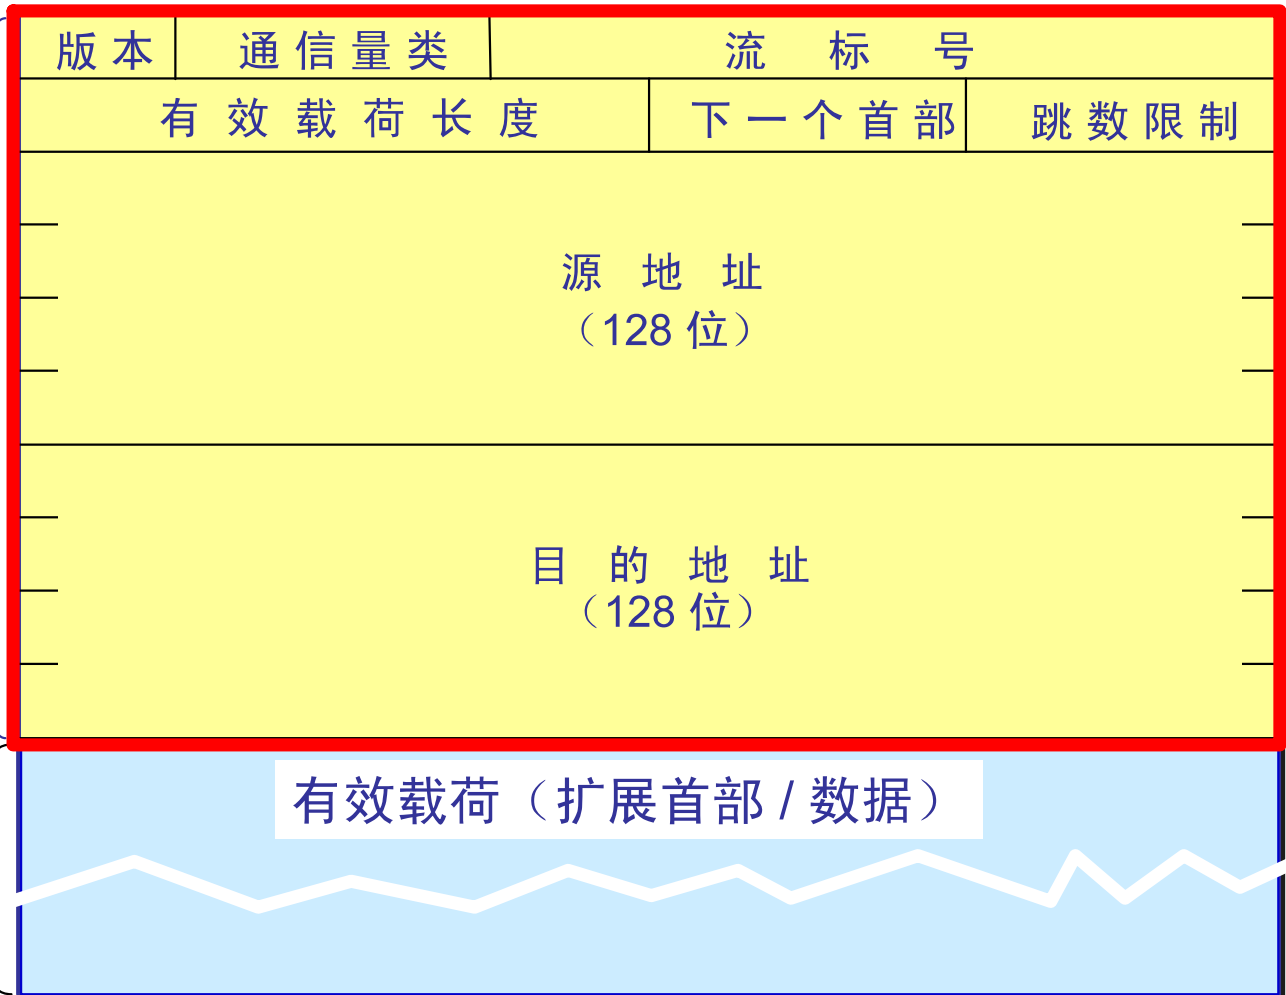 版本 通信量类 流标号
有效载荷长度 下一个首部 跳数限制
源地址
（128 位）
目的地址
（128 位）
有效载荷（扩展首部 / 数据）